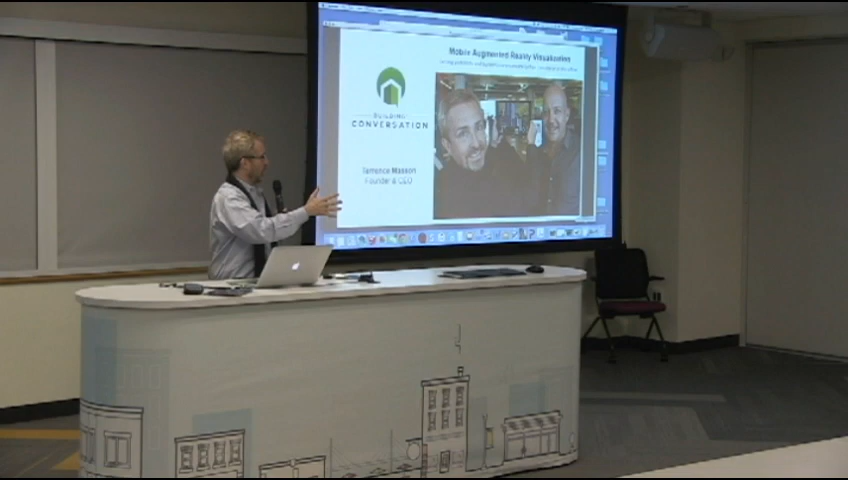 Mobile Augmented Reality Visualization
BUILDING
CONVERSATION
Terrence Masson
Founder & CEO